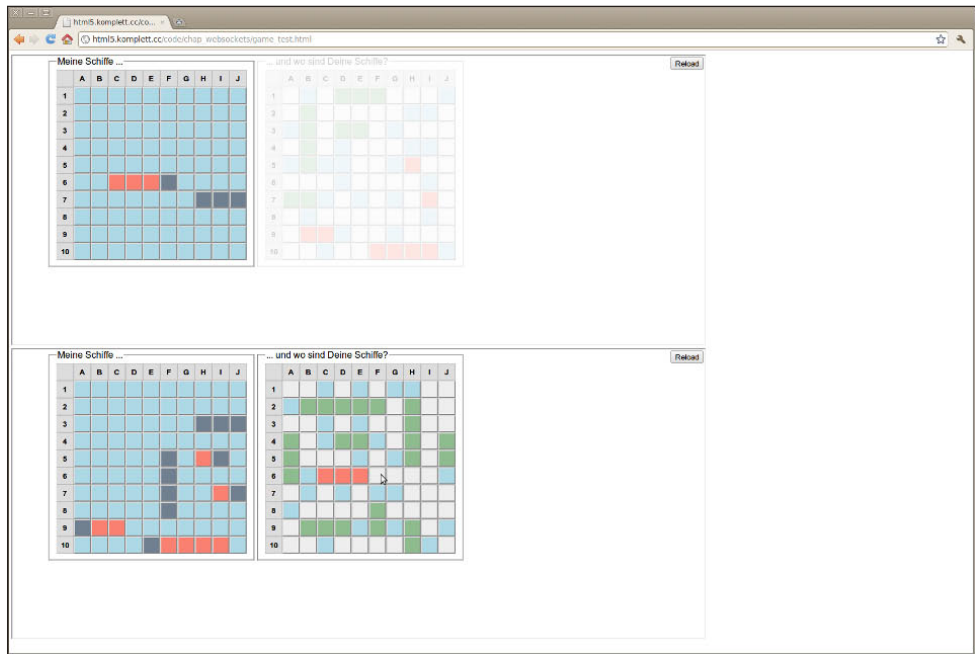 html5.komplett.cc/co...
html5.komplett.cc/code/chap_websockets/game_test.html
Meine Schiffe ...
... und wo sind Deine Schiffe?
Reload
A B C D E F G H I J
A B C D E F G H I J
1 1
2 2
3 3
4 4
5 5
6 6
7 7
8 8
9 9
10 10
Meine Schiffe ...
... und wo sind Deine Schiffe?
Reload
A B C D E F G H I J
A B C D E F G H I J
1 1
2 2
3 3
4 4
5 5
6 6
7 7
8 8
9 9
10 10